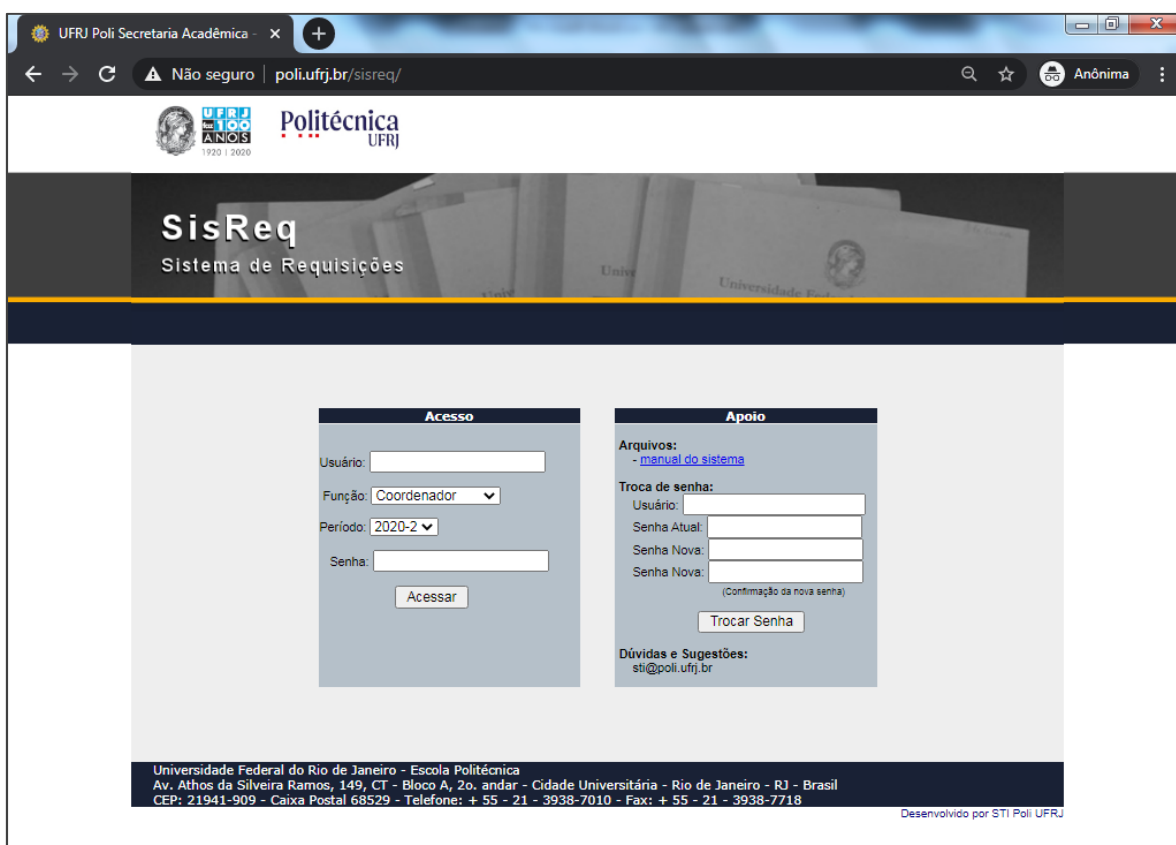 UFRJ Poli Secretaria Acadêmica -
Não seguro | poli.ufrj.br/sisreq/
Anônima
UFRJ
faz 100
ANOS
1920 | 2020
Politécnica
UFRJ
SisReq
Sistema de Requisições
Acesso
Usuário:
Função: Coordenador
Período: 2020-2
Senha:
Acessar
Apoio
Arquivos:
- manual do sistema
Troca de senha:
Usuário:
Senha Atual:
Senha Nova:
Senha Nova:
(Confirmação da nova senha)
Trocar Senha
Dúvidas e Sugestões:
sti@poli.ufrj.br
Universidade Federal do Rio de Janeiro - Escola Politécnica
Av. Athos da Silveira Ramos, 149, CT - Bloco A, 2o. andar - Cidade Universitária - Rio de Janeiro - RJ - Brasil
CEP: 21941-909 - Caixa Postal 68529 - Telefone: + 55 - 21 - 3938-7010 - Fax: + 55 - 21 - 3938-7718
Desenvolvido por STI Poli UFRJ